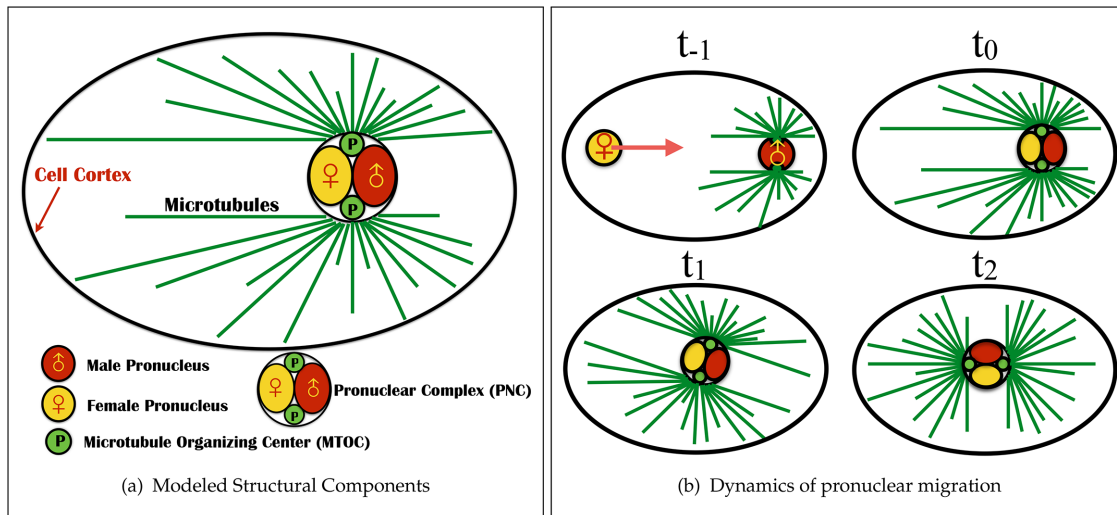 P
♀ ♂
P
Cell Cortex
Microtubules
♂ Male Pronucleus
♀ Female Pronucleus
P Microtubule Organizing Center (MTOC)
P
♀ ♂
P
Pronuclear Complex (PNC)
(a) Modeled Structural Components
t-1
t0
♀ ♂
t1
t2
(b) Dynamics of pronuclear migration